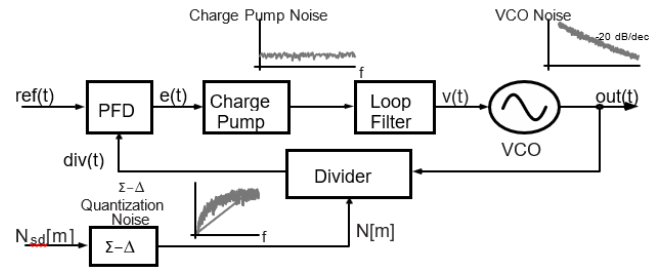 Charge Pump Noise
VCO Noise
-20 dB/dec
f
ref(t)
PFD
e(t)
Charge
Pump
Loop
Filter
v(t)
out(t)
VCO
div(t)
Divider
Σ−Δ
Quantization
Noise
f
N[m]
Nsd[m]
Σ−Δ